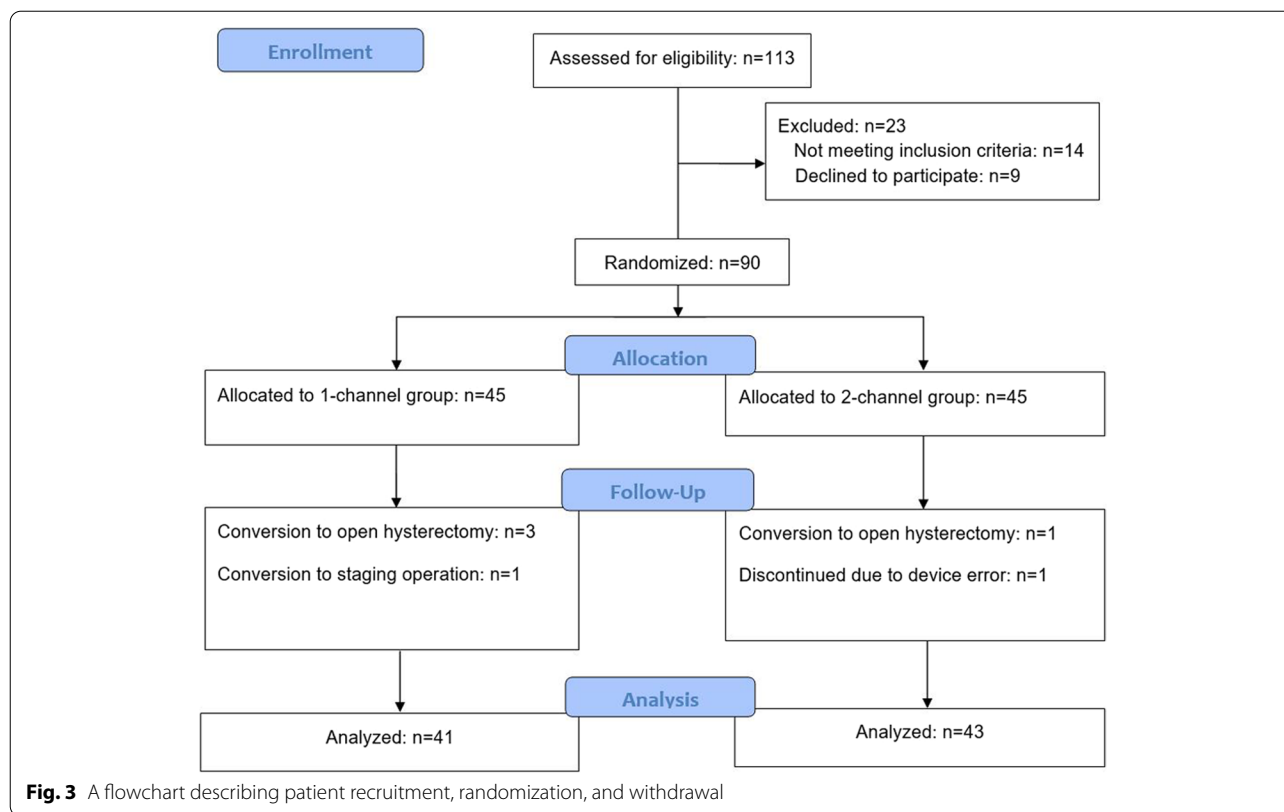 Enrollment
Assessed for eligibility: n=113
Excluded: n=23
Not meeting inclusion criteria: n=14
Declined to participate: n=9
Randomized: n=90
Allocation
Allocated to 1-channel group: n=45
Allocated to 2-channel group: n=45
Follow-Up
Conversion to open hysterectomy: n=3
Conversion to staging operation: n=1
Conversion to open hysterectomy: n=1
Discontinued due to device error: n=1
Analysis
Analyzed: n=41
Analyzed: n=43
Fig. 3 A flowchart describing patient recruitment, randomization, and withdrawal